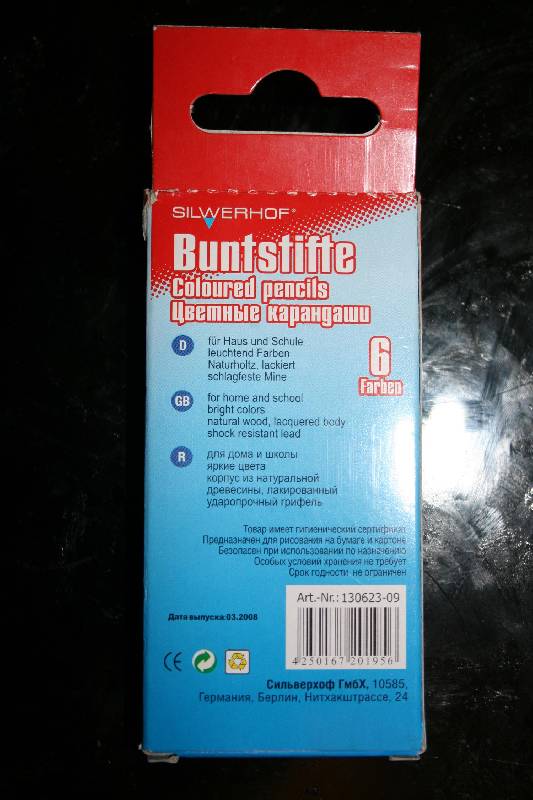 SILWERHOF®
Buntstifte
Coloured pencils
Цветные карандаши
D
für Haus und Schule
leuchtend Farben
Naturholtz, lackiert
schlagfeste Mine
6
Farben
GB
for home and school
bright colors
natural wood, lacquered body
shock resistant lead
R
для дома и школы
яркие цвета
корпус из натуральной
древесины, лакированный
ударопрочный грифель
Товар имеет гигиенический сертификат
Предназначен для рисования на бумаге и картоне
Безопасен при использовании по назначению
Особых условий хранения не требует
Срок годности не ограничен
Art.-Nr.:130623-09
Дата выпуска:03.2008
4 250167 201956
CE
Сильверхоф ГмбХ, 10585,
Германия, Берлин, Нитхакштрассе, 24